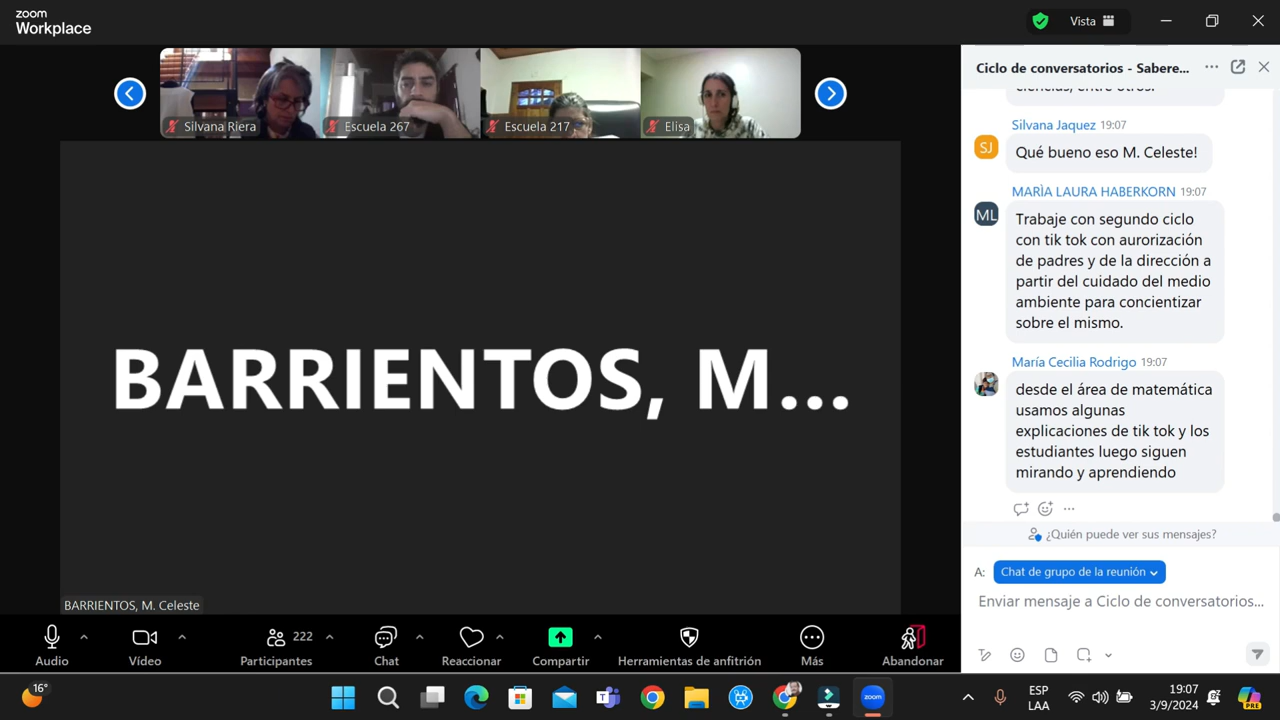 zoom
Workplace
Vista
Silvana Riera
Escuela 267
Escuela 217
Elisa
BARRIENTOS, M...
BARRIENTOS, M. Celeste
Ciclo de conversatorios - Sabere...
ciencias, entre otros.
Silvana Jaquez 19:07
SJ
Qué bueno eso M. Celeste!
MARÌA LAURA HABERKORN 19:07
ML
Trabaje con segundo ciclo
con tik tok con aurorización
de padres y de la dirección a
partir del cuidado del medio
ambiente para concientizar
sobre el mismo.
María Cecilia Rodrigo 19:07
desde el área de matemática
usamos algunas
explicaciones de tik tok y los
estudiantes luego siguen
mirando y aprendiendo
¿Quién puede ver sus mensajes?
A: Chat de grupo de la reunión
Enviar mensaje a Ciclo de conversatorios...
Audio
Vídeo
222
Participantes
Chat
Reaccionar
Compartir
Herramientas de anfitrión
Más
Abandonar
16°
zoom
ESP
LAA
19:07
3/9/2024
PRE